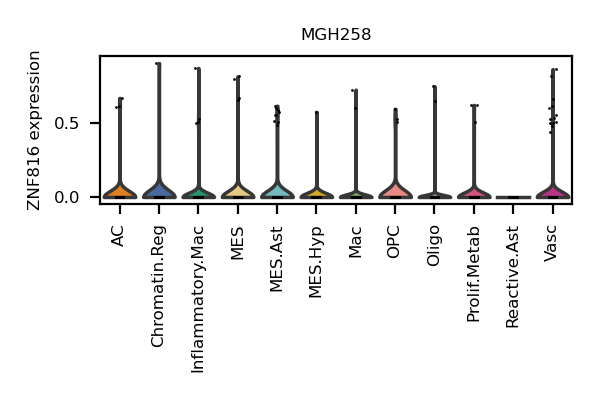 MGH258
ZNF816 expression
0.5
0.0
AC
Chromatin.Reg
Inflammatory.Mac
MES
MES.Ast
MES.Hyp
Mac
OPC
Oligo
Prolif.Metab
Reactive.Ast
Vasc